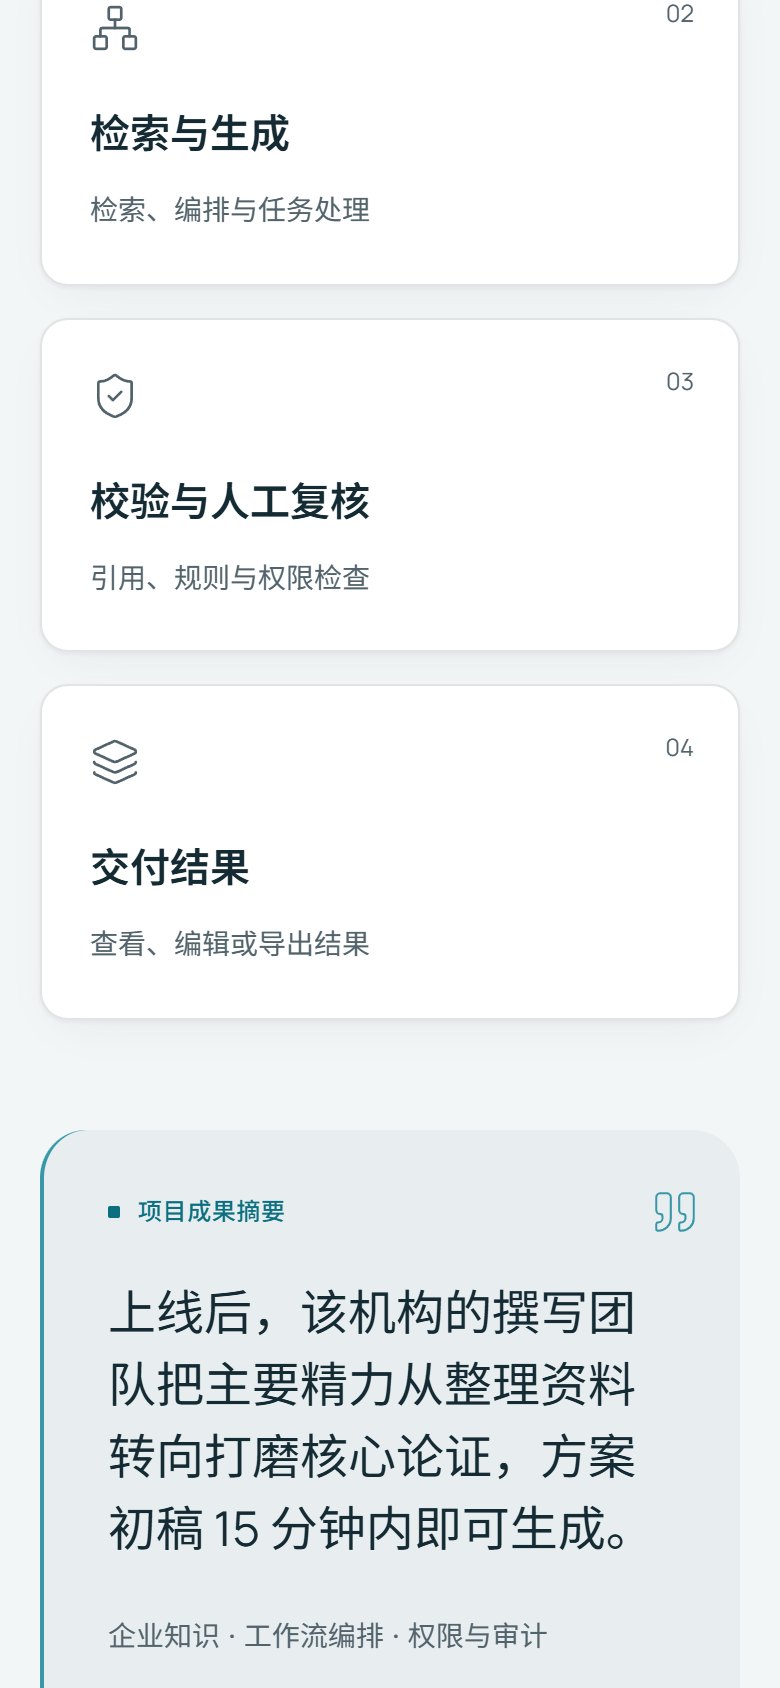 02
检索与生成
检索、编排与任务处理
03
校验与人工复核
引用、规则与权限检查
04
交付结果
查看、编辑或导出结果
项目成果摘要
上线后，该机构的撰写团
队把主要精力从整理资料
转向打磨核心论证，方案
初稿 15 分钟内即可生成。
企业知识 · 工作流编排 · 权限与审计